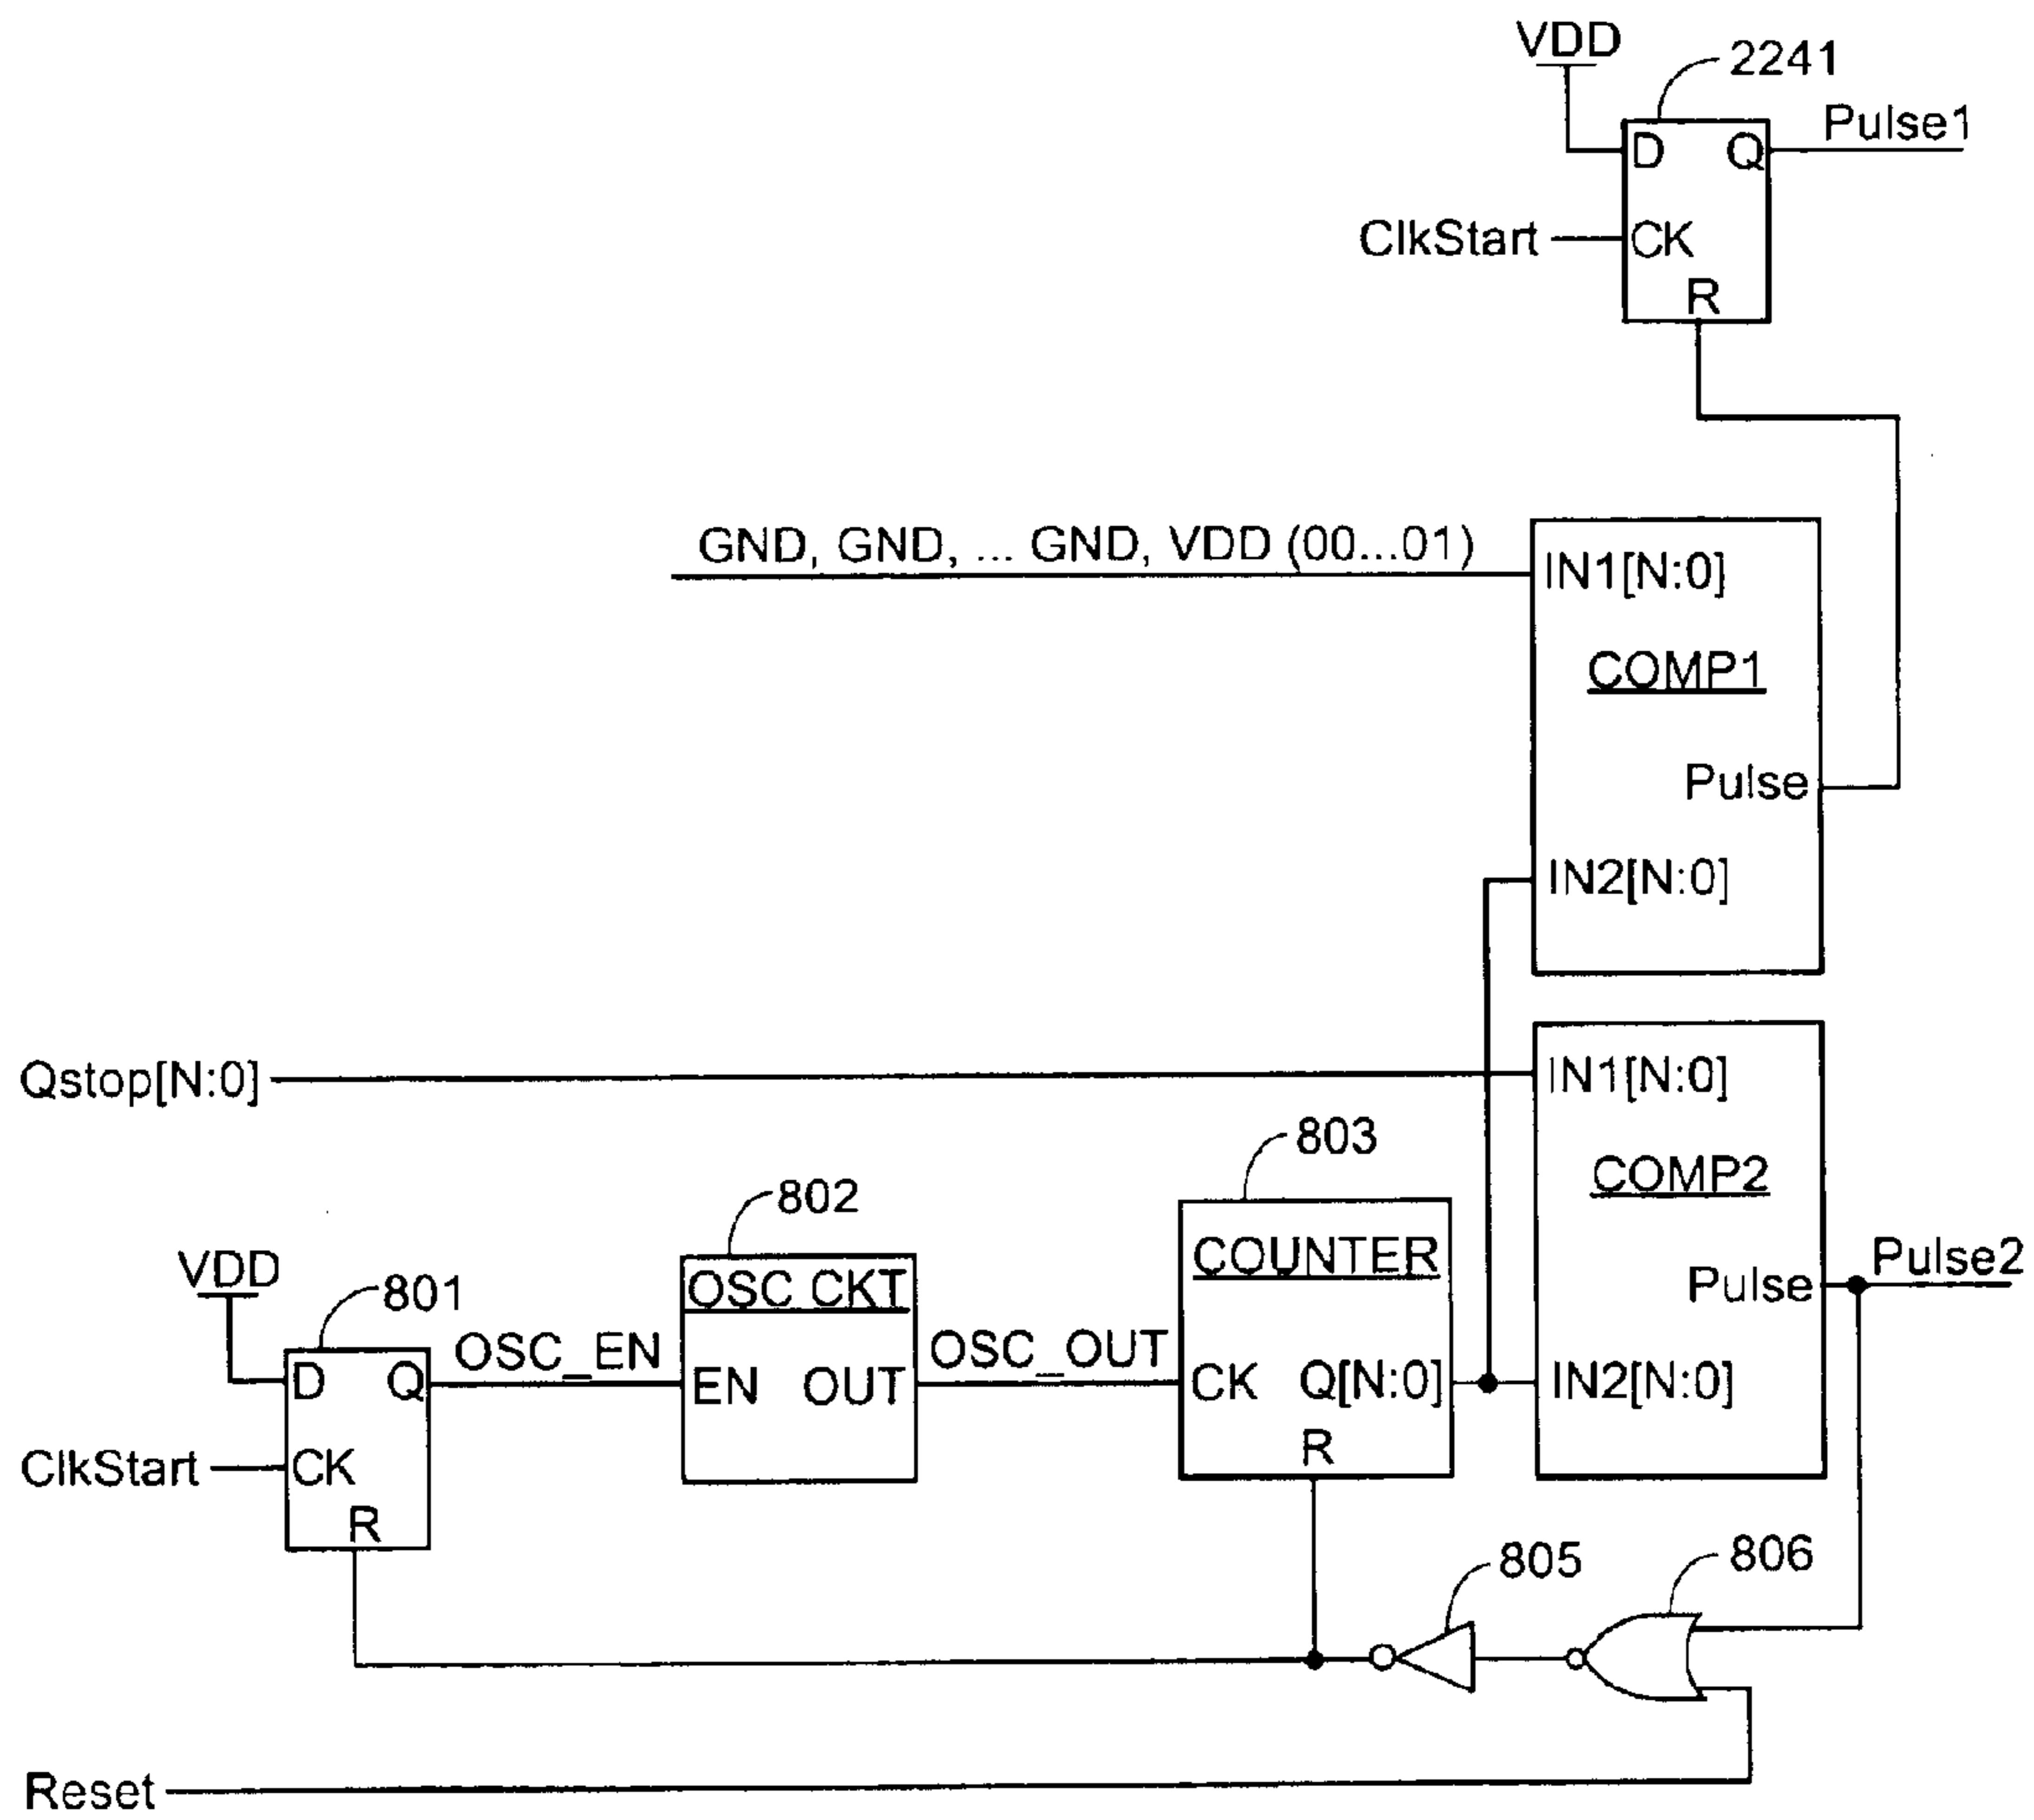 VDD
2241
Pulse1
D
Q
ClkStart
CK
R
GND, GND, ... GND, VDD (00...01)
IN1[N:0]
COMP1
Pulse
IN2[N:0]
Qstop[N:0]
IN1[N:0]
803
COMP2
802
COUNTER
VDD
801
OSC CKT
Pulse
Pulse2
D
Q
OSC_EN
EN
OUT
OSC_OUT
CK
Q[N:0]
IN2[N:0]
ClkStart
CK
R
R
805
806
Reset